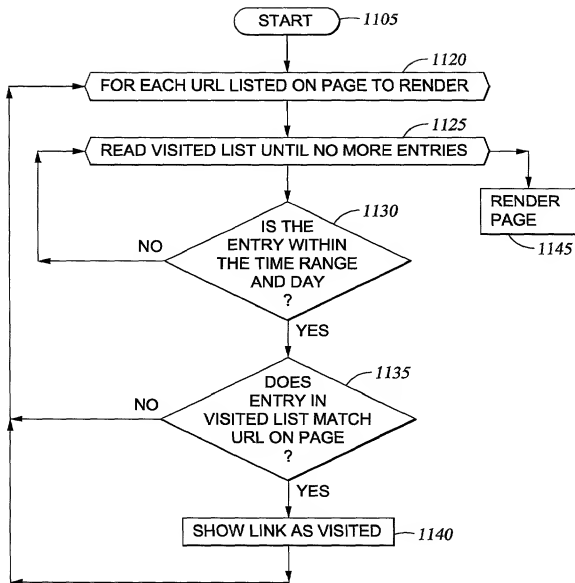 START
1105
1120
FOR EACH URL LISTED ON PAGE TO RENDER
1125
READ VISITED LIST UNTIL NO MORE ENTRIES
RENDER
PAGE
1145
1130
IS THE
ENTRY WITHIN
THE TIME RANGE
AND DAY
?
NO
YES
1135
DOES
ENTRY IN
VISITED LIST MATCH
URL ON PAGE
?
NO
YES
SHOW LINK AS VISITED
1140